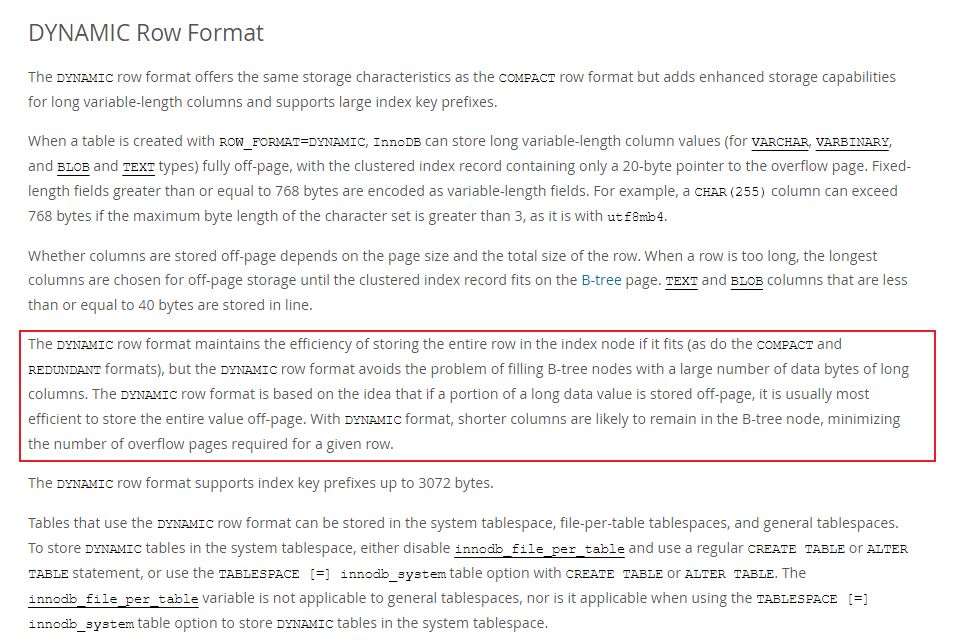 DYNAMIC Row Format
The DYNAMIC row format offers the same storage characteristics as the COMPACT row format but adds enhanced storage capabilities
for long variable-length columns and supports large index key prefixes.
When a table is created with ROW_FORMAT=DYNAMIC, InnoDB can store long variable-length column values (for VARCHAR, VARBINARY,
and BLOB and TEXT types) fully off-page, with the clustered index record containing only a 20-byte pointer to the overflow page. Fixed-
length fields greater than or equal to 768 bytes are encoded as variable-length fields. For example, a CHAR(255) column can exceed
768 bytes if the maximum byte length of the character set is greater than 3, as it is with utf8mb4.
Whether columns are stored off-page depends on the page size and the total size of the row. When a row is too long, the longest
columns are chosen for off-page storage until the clustered index record fits on the B-tree page. TEXT and BLOB columns that are less
than or equal to 40 bytes are stored in line.
The DYNAMIC row format maintains the efficiency of storing the entire row in the index node if it fits (as do the COMPACT and
REDUNDANT formats), but the DYNAMIC row format avoids the problem of filling B-tree nodes with a large number of data bytes of long
columns. The DYNAMIC row format is based on the idea that if a portion of a long data value is stored off-page, it is usually most
efficient to store the entire value off-page. With DYNAMIC format, shorter columns are likely to remain in the B-tree node, minimizing
the number of overflow pages required for a given row.
The DYNAMIC row format supports index key prefixes up to 3072 bytes.
Tables that use the DYNAMIC row format can be stored in the system tablespace, file-per-table tablespaces, and general tablespaces.
To store DYNAMIC tables in the system tablespace, either disable innodb_file_per_table and use a regular CREATE TABLE or ALTER
TABLE statement, or use the TABLESPACE [=] innodb_system table option with CREATE TABLE or ALTER TABLE. The
innodb_file_per_table variable is not applicable to general tablespaces, nor is it applicable when using the TABLESPACE [=]
innodb_system table option to store DYNAMIC tables in the system tablespace.